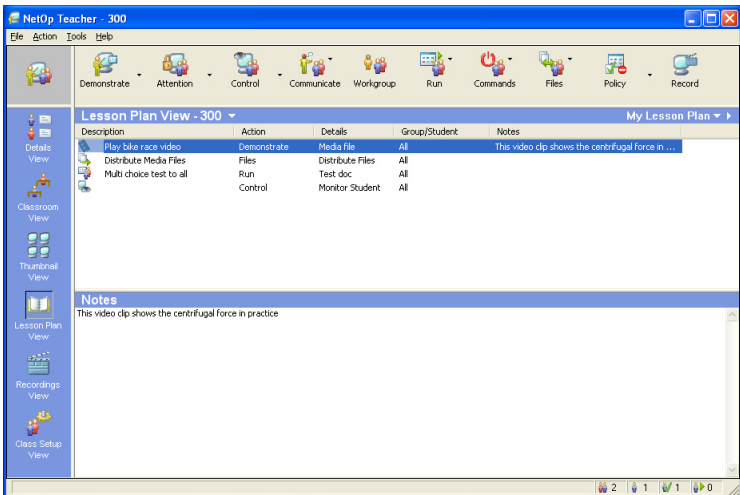 NetOp Teacher - 300
File Action Tools Help
Demonstrate Attention Control Communicate Workgroup Run Commands Files Policy Record
Lesson Plan View - 300 My Lesson Plan
Description Action Details Group/Student Notes
Play bike race video Demonstrate Media file All This video clip shows the centrifugal force in ...
Distribute Media Files Files Distribute Files All
Multi choice test to all Run Test doc All
Control Monitor Student All
Details
View
Classroom
View
Thumbnail
View
Lesson Plan
View
Recordings
View
Class Setup
View
Notes
This video clip shows the centrifugal force in practice
2 1 1 0